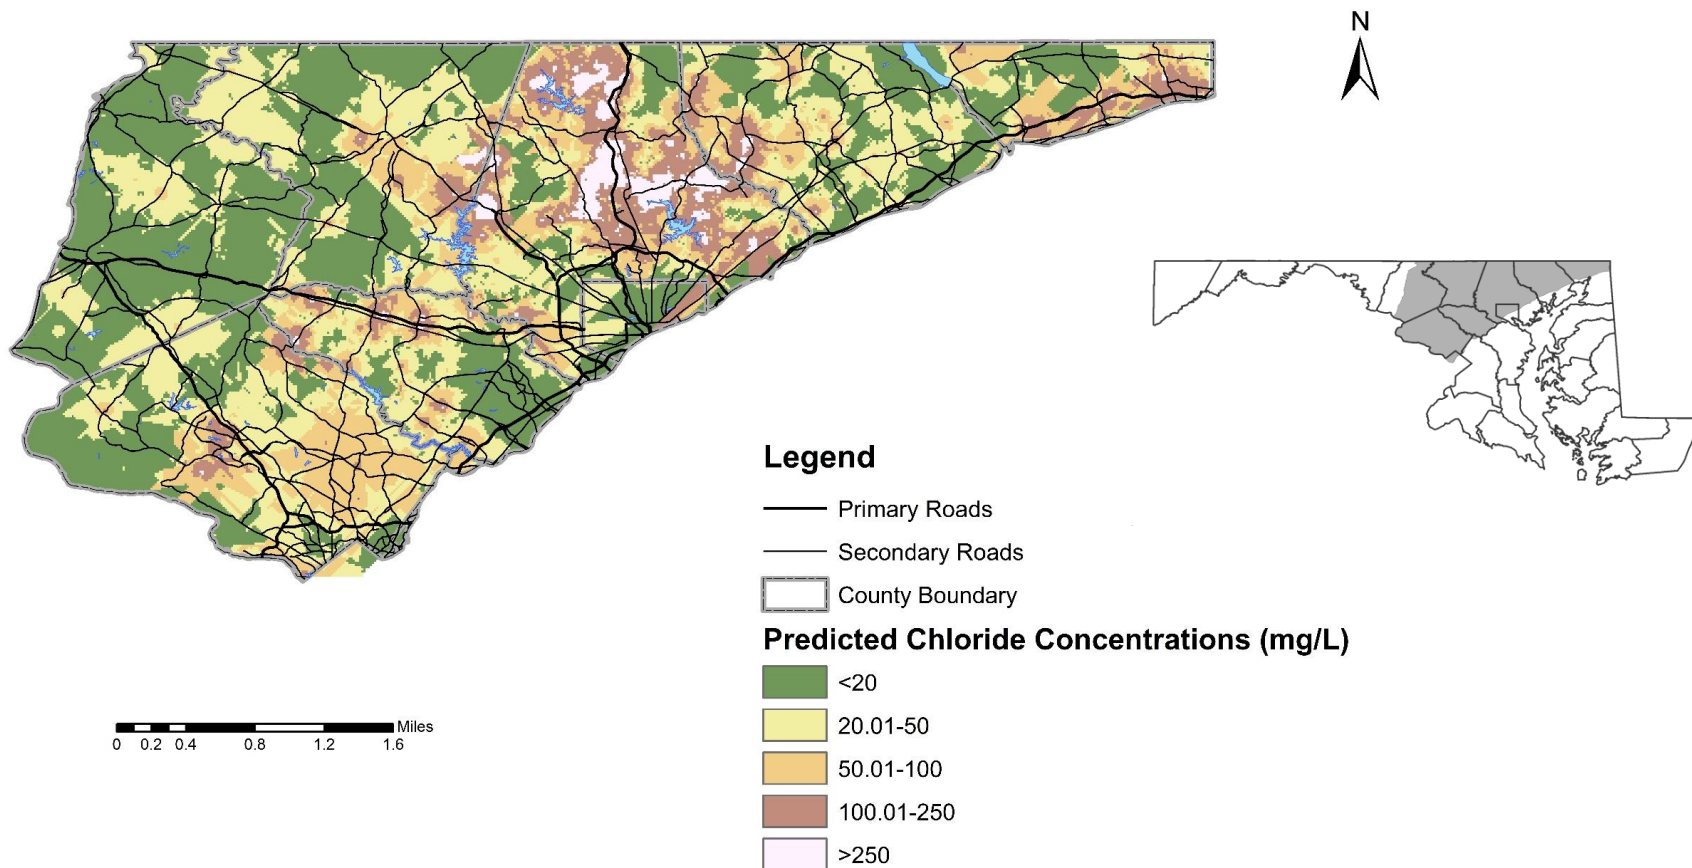 N
Legend
Primary Roads
Secondary Roads
County Boundary
Predicted Chloride Concentrations (mg/L)
<20
20.01-50
50.01-100
100.01-250
>250
Miles
0 0.2 0.4 0.8 1.2 1.6